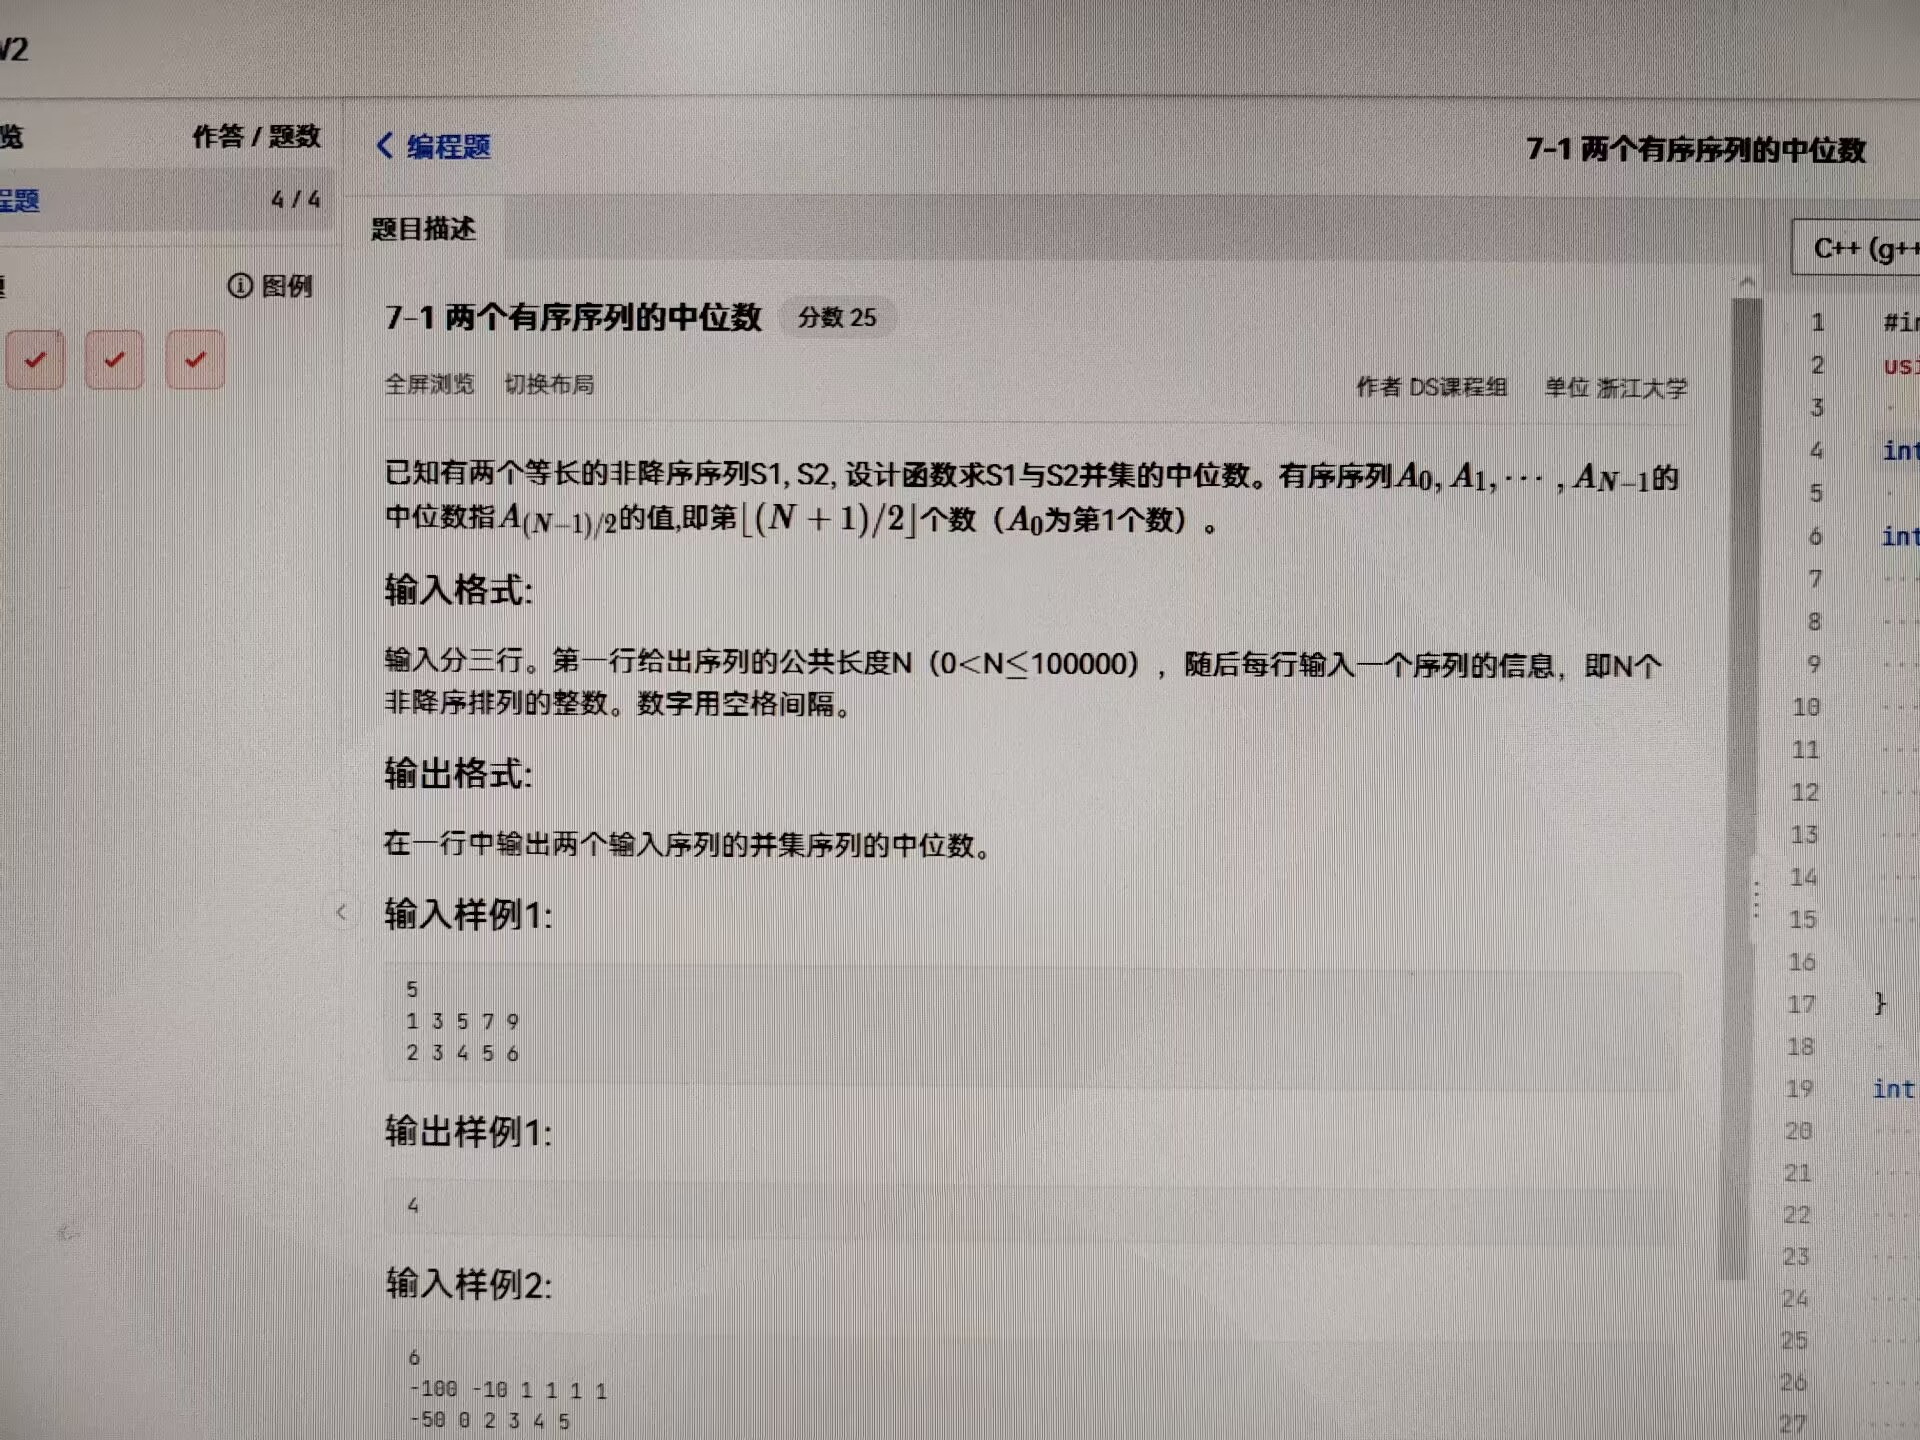 V2
览
作答 / 题数
程题
4 / 4
图例
编程题
7-1 两个有序序列的中位数
题目描述
7-1 两个有序序列的中位数 分数 25
全屏浏览 切换布局
作者 DS课程组 单位 浙江大学
已知有两个等长的非降序序列S1, S2, 设计函数求S1与S2并集的中位数。有序序列A0, A1, ⋯ , AN−1的
中位数指A(N−1)/2的值,即第⌊(N + 1)/2⌋个数（A0为第1个数）。
输入格式:
输入分三行。第一行给出序列的公共长度N（0<N≤100000），随后每行输入一个序列的信息，即N个
非降序排列的整数。数字用空格间隔。
输出格式:
在一行中输出两个输入序列的并集序列的中位数。
输入样例1:
5
1 3 5 7 9
2 3 4 5 6
输出样例1:
4
输入样例2:
6
-100 -10 1 1 1 1
-50 0 2 3 4 5
C++ (g++
1 #in
2 usi
3
4 int
5
6 int
7
8
9
10
11
12
13
14
15
16
17 }
18
19 int
20
21
22
23
24
25
26
27